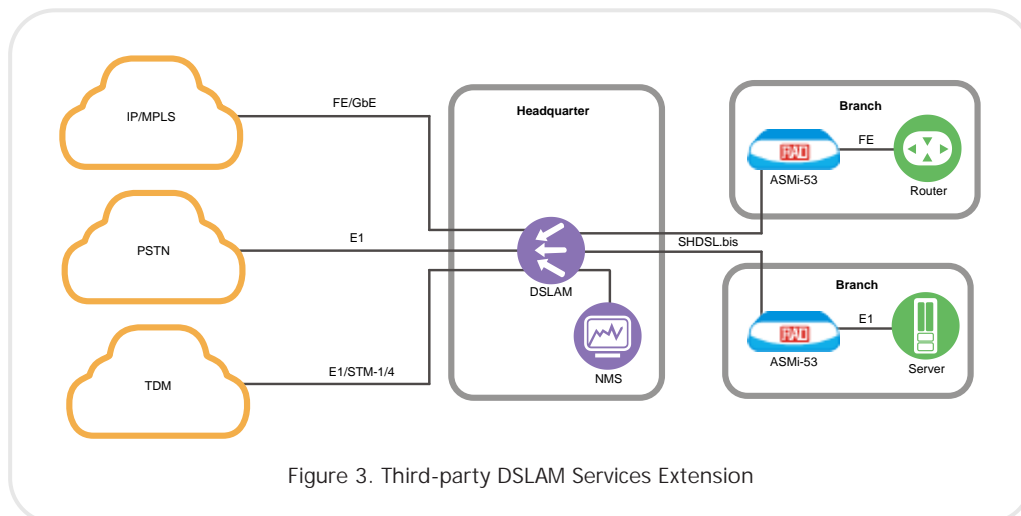 IP/MPLS
FE/GbE
PSTN
E1
TDM
E1/STM-1/4
Headquarter
DSLAM
NMS
SHDSL.bis
Branch
RAD
ASMi-53
FE
Router
Branch
RAD
ASMi-53
E1
Server
Figure 3. Third-party DSLAM Services Extension